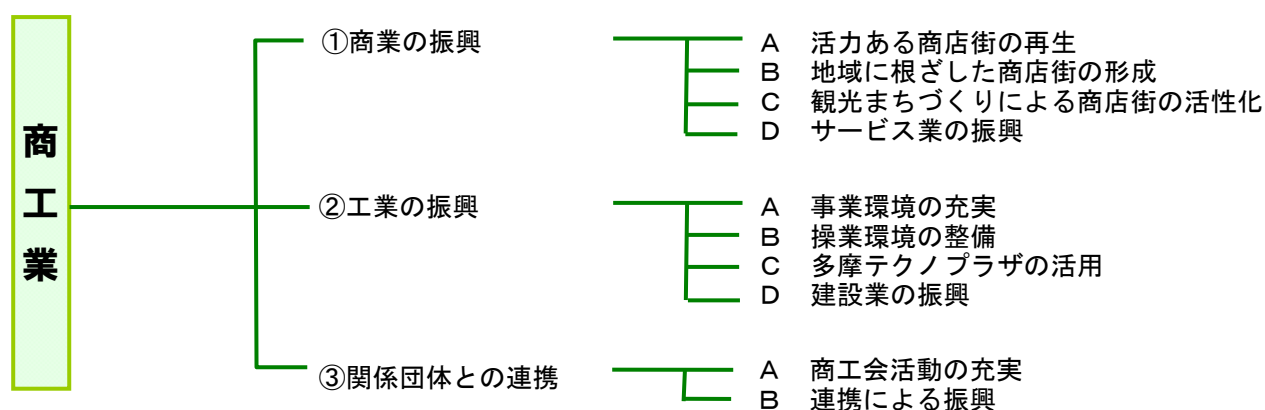 商工業
①商業の振興
A 活力ある商店街の再生
B 地域に根ざした商店街の形成
C 観光まちづくりによる商店街の活性化
D サービス業の振興
②工業の振興
A 事業環境の充実
B 操業環境の整備
C 多摩テクノプラザの活用
D 建設業の振興
③関係団体との連携
A 商工会活動の充実
B 連携による振興